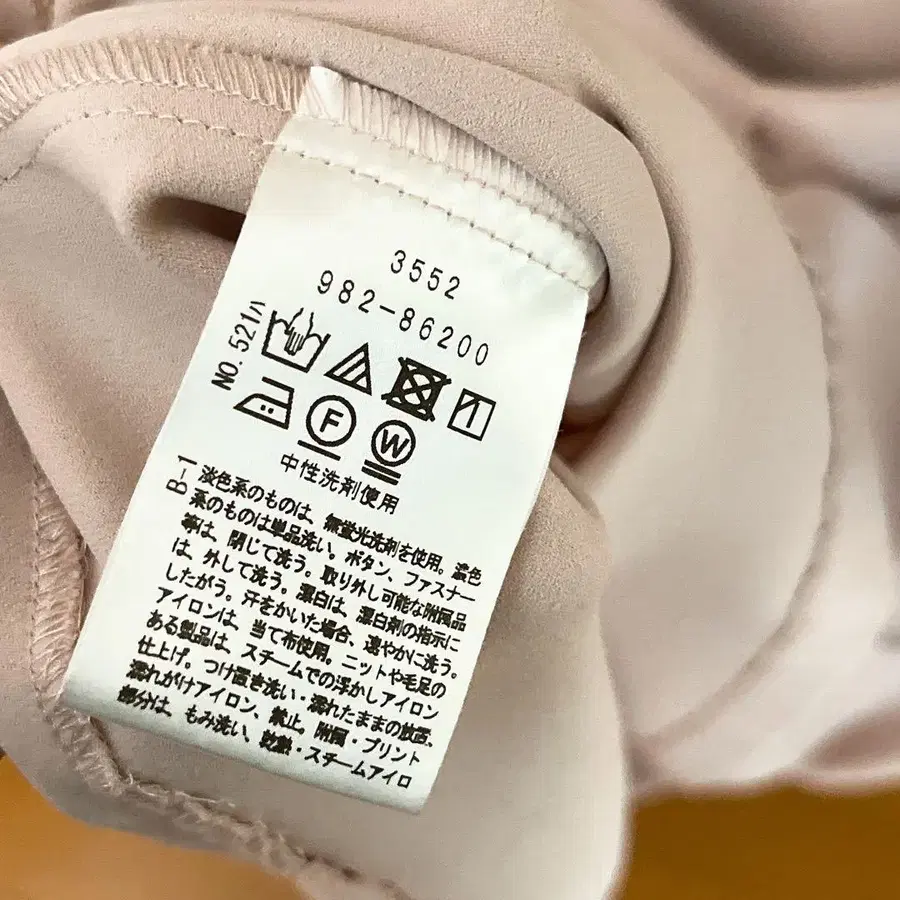 3552
982-86200
NO. 521ハ
F
W
中性洗剤使用
B-1
淡色系のものは、無蛍光洗剤を使用。濃色
系のものは単品洗い。ボタン、ファスナー
等は、閉じて洗う。取り外し可能な附属品
は、外して洗う。漂白は、漂白剤の指示に
したがう。汗をかいた場合、速やかに洗う。
アイロンは、当て布使用。ニットや毛足の
ある製品は、スチームでの浮かしアイロン
仕上げ。つけ置き洗い・濡れたままの放置、
濡れがけアイロン、禁止。附属・プリント
部分は、もみ洗い、乾熱・スチームアイロ